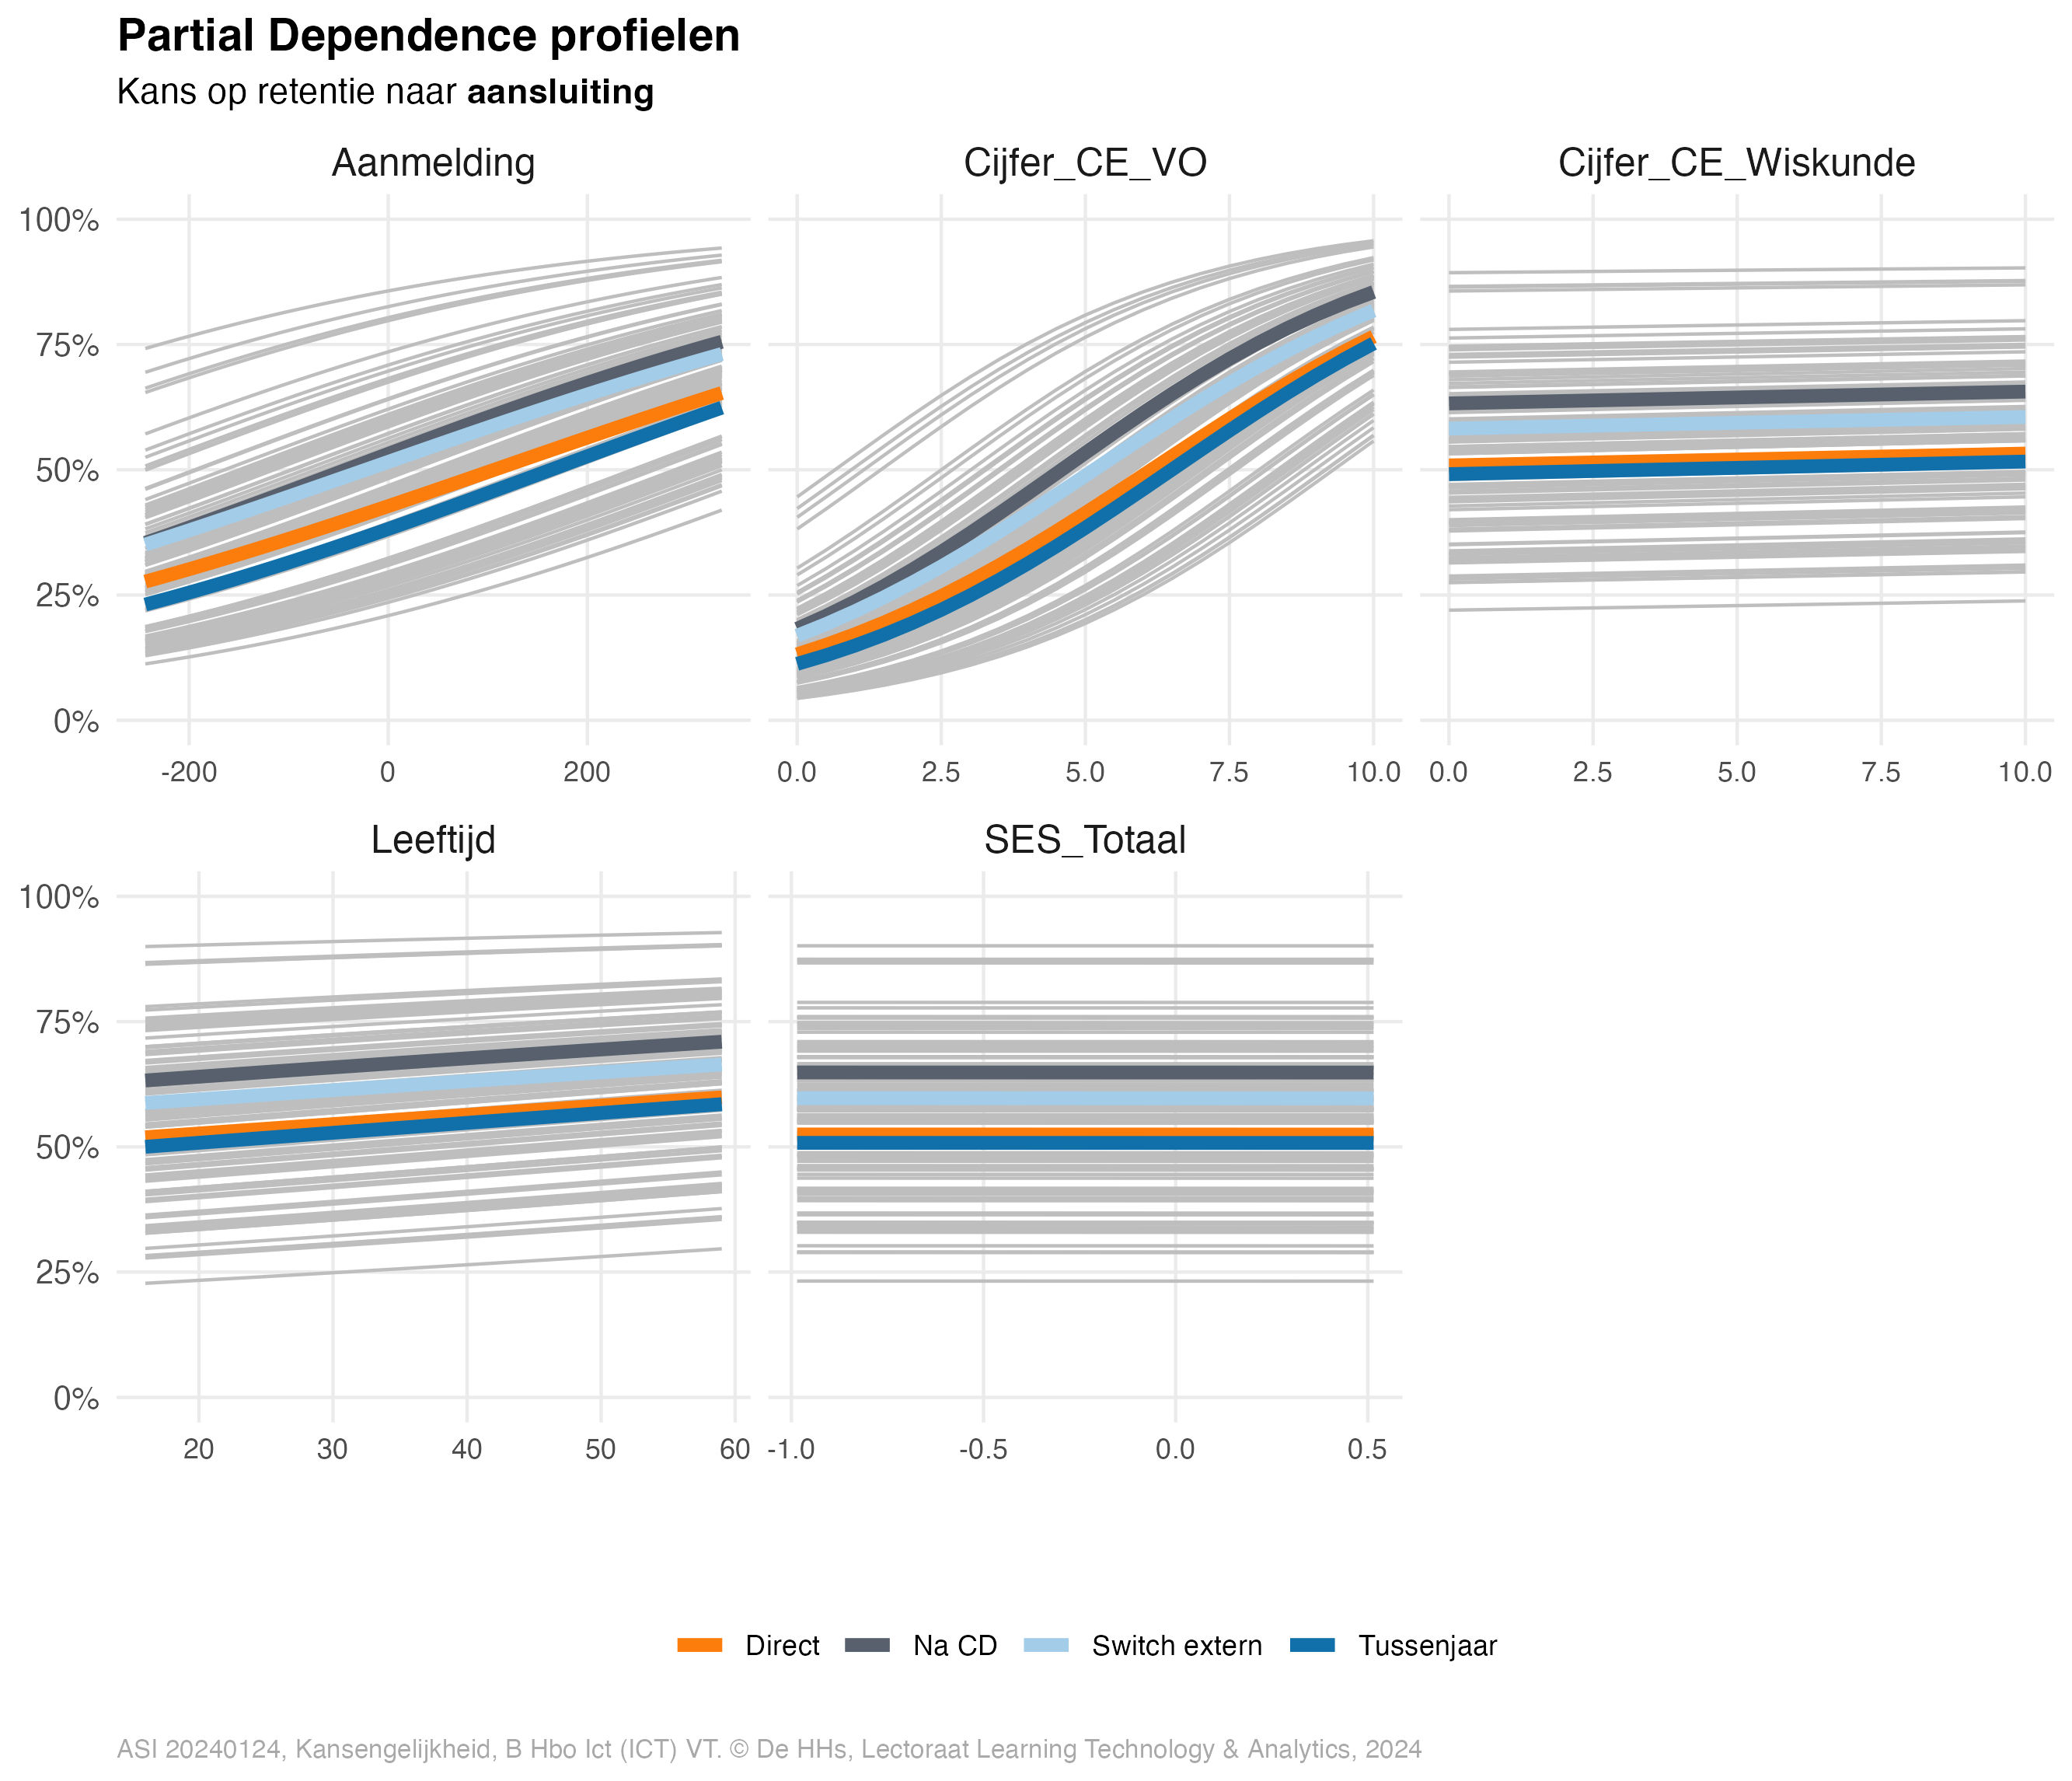 Partial Dependence profielen
Kans op retentie naar aansluiting
Aanmelding
Cijfer_CE_VO
Cijfer_CE_Wiskunde
100%
75%
50%
25%
0%
-200 0 200
0.0 2.5 5.0 7.5 10.0
0.0 2.5 5.0 7.5 10.0
Leeftijd
SES_Totaal
100%
75%
50%
25%
0%
20 30 40 50 60
-1.0 -0.5 0.0 0.5
Direct Na CD Switch extern Tussenjaar
ASI 20240124, Kansengelijkheid, B Hbo Ict (ICT) VT. © De HHs, Lectoraat Learning Technology & Analytics, 2024